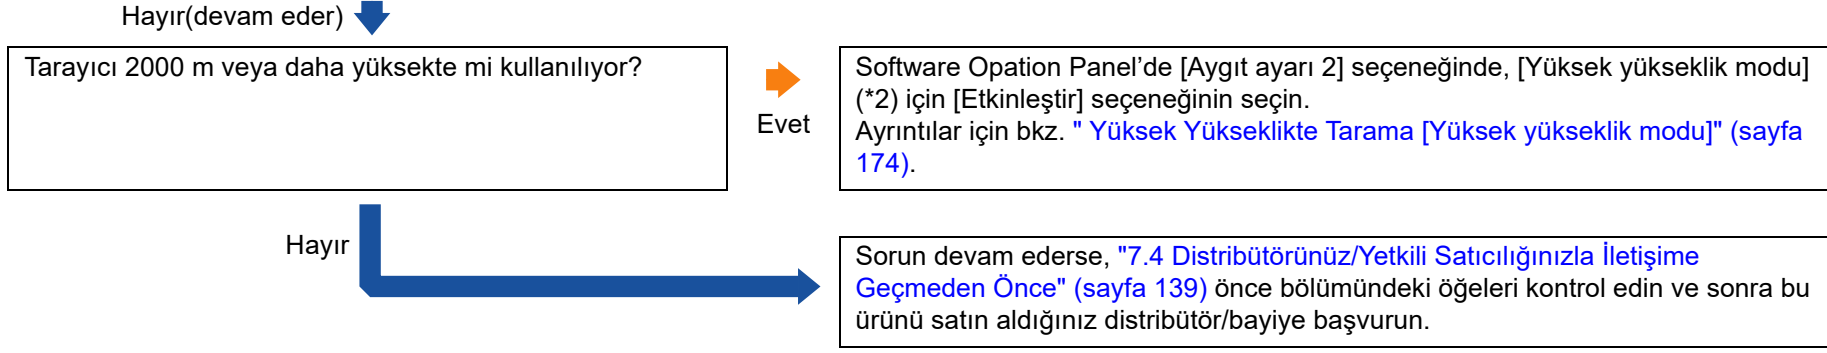 Hayır(devam eder)
Tarayıcı 2000 m veya daha yüksekte mi kullanılıyor?
Evet
Software Opation Panel’de [Aygıt ayarı 2] seçeneğinde, [Yüksek yükseklik modu]
(*2) için [Etkinleştir] seçeneğinin seçin.
Ayrıntılar için bkz. " Yüksek Yükseklikte Tarama [Yüksek yükseklik modu]" (sayfa
174).
Hayır
Sorun devam ederse, "7.4 Distribütörünüz/Yetkili Satıcılığınızla İletişime
Geçmeden Önce" (sayfa 139) önce bölümündeki öğeleri kontrol edin ve sonra bu
ürünü satın aldığınız distribütör/bayiye başvurun.